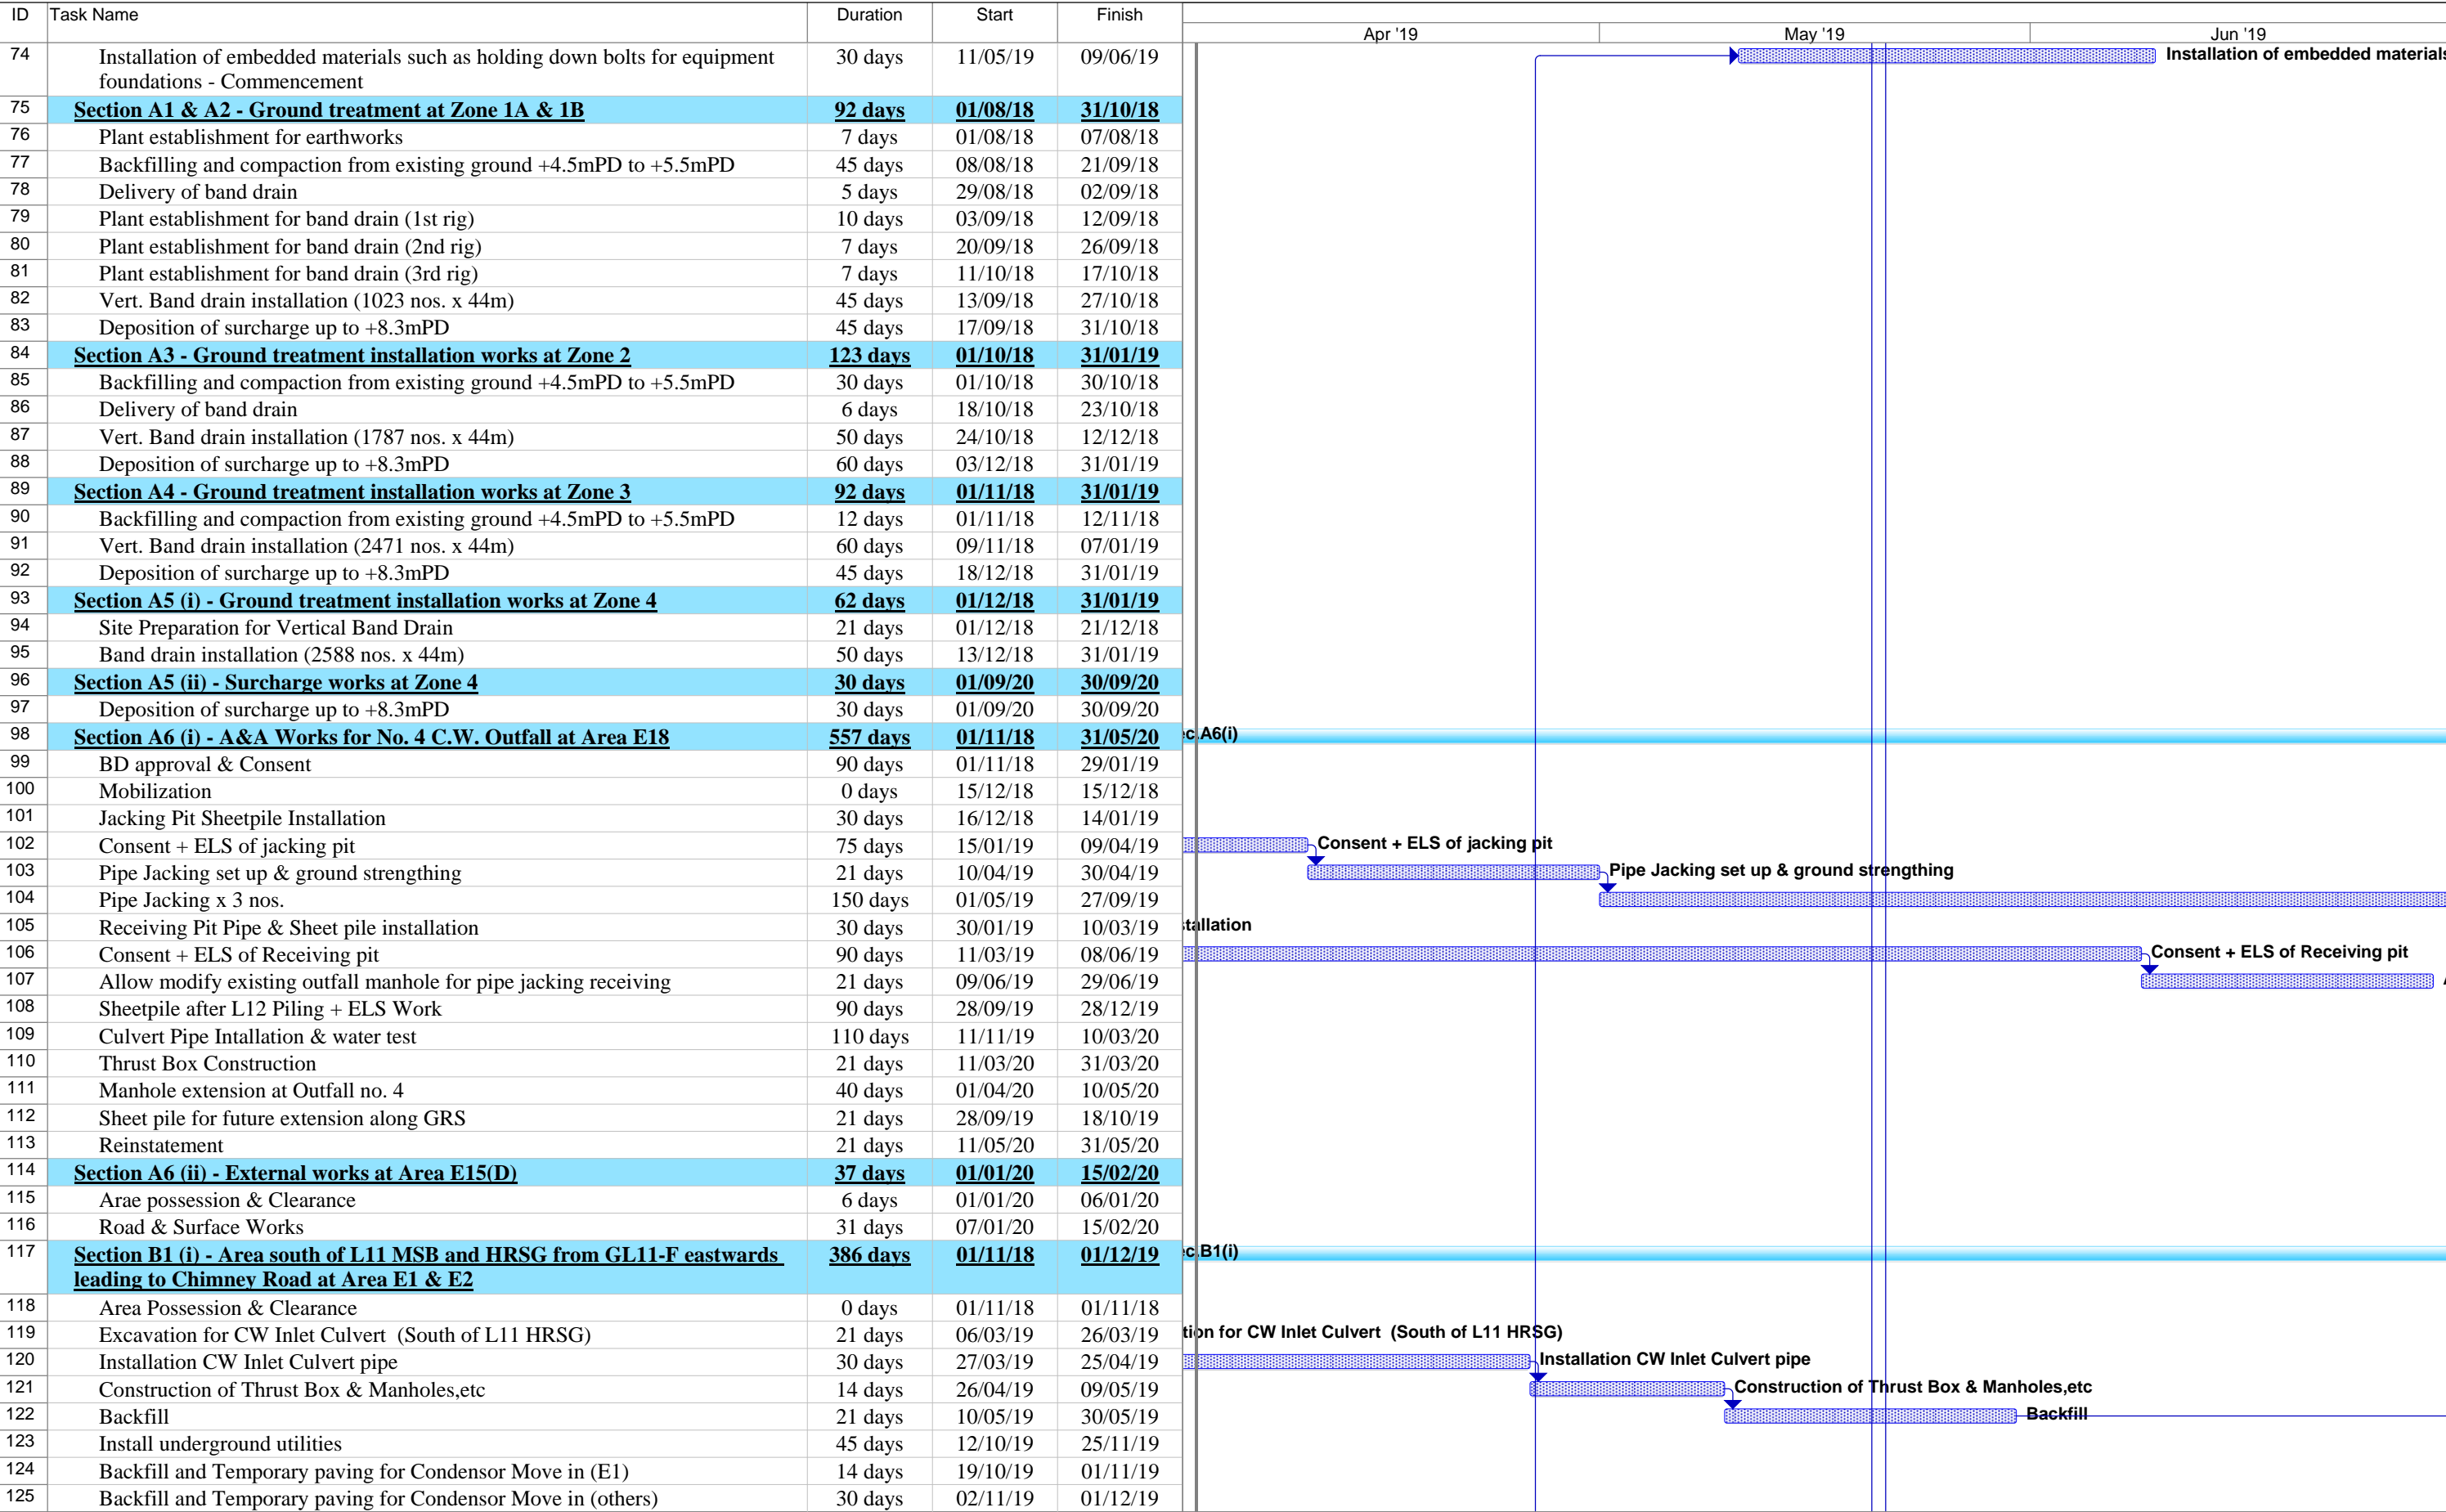 ID Task Name Duration Start Finish
Apr '19 May '19 Jun '19
74 Installation of embedded materials such as holding down bolts for equipment 30 days 11/05/19 09/06/19 Installation of embedded materials
foundations - Commencement
75 Section A1 & A2 - Ground treatment at Zone 1A & 1B 92 days 01/08/18 31/10/18
76 Plant establishment for earthworks 7 days 01/08/18 07/08/18
77 Backfilling and compaction from existing ground +4.5mPD to +5.5mPD 45 days 08/08/18 21/09/18
78 Delivery of band drain 5 days 29/08/18 02/09/18
79 Plant establishment for band drain (1st rig) 10 days 03/09/18 12/09/18
80 Plant establishment for band drain (2nd rig) 7 days 20/09/18 26/09/18
81 Plant establishment for band drain (3rd rig) 7 days 11/10/18 17/10/18
82 Vert. Band drain installation (1023 nos. x 44m) 45 days 13/09/18 27/10/18
83 Deposition of surcharge up to +8.3mPD 45 days 17/09/18 31/10/18
84 Section A3 - Ground treatment installation works at Zone 2 123 days 01/10/18 31/01/19
85 Backfilling and compaction from existing ground +4.5mPD to +5.5mPD 30 days 01/10/18 30/10/18
86 Delivery of band drain 6 days 18/10/18 23/10/18
87 Vert. Band drain installation (1787 nos. x 44m) 50 days 24/10/18 12/12/18
88 Deposition of surcharge up to +8.3mPD 60 days 03/12/18 31/01/19
89 Section A4 - Ground treatment installation works at Zone 3 92 days 01/11/18 31/01/19
90 Backfilling and compaction from existing ground +4.5mPD to +5.5mPD 12 days 01/11/18 12/11/18
91 Vert. Band drain installation (2471 nos. x 44m) 60 days 09/11/18 07/01/19
92 Deposition of surcharge up to +8.3mPD 45 days 18/12/18 31/01/19
93 Section A5 (i) - Ground treatment installation works at Zone 4 62 days 01/12/18 31/01/19
94 Site Preparation for Vertical Band Drain 21 days 01/12/18 21/12/18
95 Band drain installation (2588 nos. x 44m) 50 days 13/12/18 31/01/19
96 Section A5 (ii) - Surcharge works at Zone 4 30 days 01/09/20 30/09/20
97 Deposition of surcharge up to +8.3mPD 30 days 01/09/20 30/09/20
98 Section A6 (i) - A&A Works for No. 4 C.W. Outfall at Area E18 557 days 01/11/18 31/05/20 ec.A6(i)
99 BD approval & Consent 90 days 01/11/18 29/01/19
100 Mobilization 0 days 15/12/18 15/12/18
101 Jacking Pit Sheetpile Installation 30 days 16/12/18 14/01/19
102 Consent + ELS of jacking pit 75 days 15/01/19 09/04/19 Consent + ELS of jacking pit
103 Pipe Jacking set up & ground strengthing 21 days 10/04/19 30/04/19 Pipe Jacking set up & ground strengthing
104 Pipe Jacking x 3 nos. 150 days 01/05/19 27/09/19
105 Receiving Pit Pipe & Sheet pile installation 30 days 30/01/19 10/03/19 tallation
106 Consent + ELS of Receiving pit 90 days 11/03/19 08/06/19 Consent + ELS of Receiving pit
107 Allow modify existing outfall manhole for pipe jacking receiving 21 days 09/06/19 29/06/19
108 Sheetpile after L12 Piling + ELS Work 90 days 28/09/19 28/12/19
109 Culvert Pipe Intallation & water test 110 days 11/11/19 10/03/20
110 Thrust Box Construction 21 days 11/03/20 31/03/20
111 Manhole extension at Outfall no. 4 40 days 01/04/20 10/05/20
112 Sheet pile for future extension along GRS 21 days 28/09/19 18/10/19
113 Reinstatement 21 days 11/05/20 31/05/20
114 Section A6 (ii) - External works at Area E15(D) 37 days 01/01/20 15/02/20
115 Arae possession & Clearance 6 days 01/01/20 06/01/20
116 Road & Surface Works 31 days 07/01/20 15/02/20
117 Section B1 (i) - Area south of L11 MSB and HRSG from GL11-F eastwards 386 days 01/11/18 01/12/19 ec.B1(i)
leading to Chimney Road at Area E1 & E2
118 Area Possession & Clearance 0 days 01/11/18 01/11/18
119 Excavation for CW Inlet Culvert (South of L11 HRSG) 21 days 06/03/19 26/03/19 tion for CW Inlet Culvert (South of L11 HRSG)
120 Installation CW Inlet Culvert pipe 30 days 27/03/19 25/04/19 Installation CW Inlet Culvert pipe
121 Construction of Thrust Box & Manholes,etc 14 days 26/04/19 09/05/19 Construction of Thrust Box & Manholes,etc
122 Backfill 21 days 10/05/19 30/05/19 Backfill
123 Install underground utilities 45 days 12/10/19 25/11/19
124 Backfill and Temporary paving for Condensor Move in (E1) 14 days 19/10/19 01/11/19
125 Backfill and Temporary paving for Condensor Move in (others) 30 days 02/11/19 01/12/19